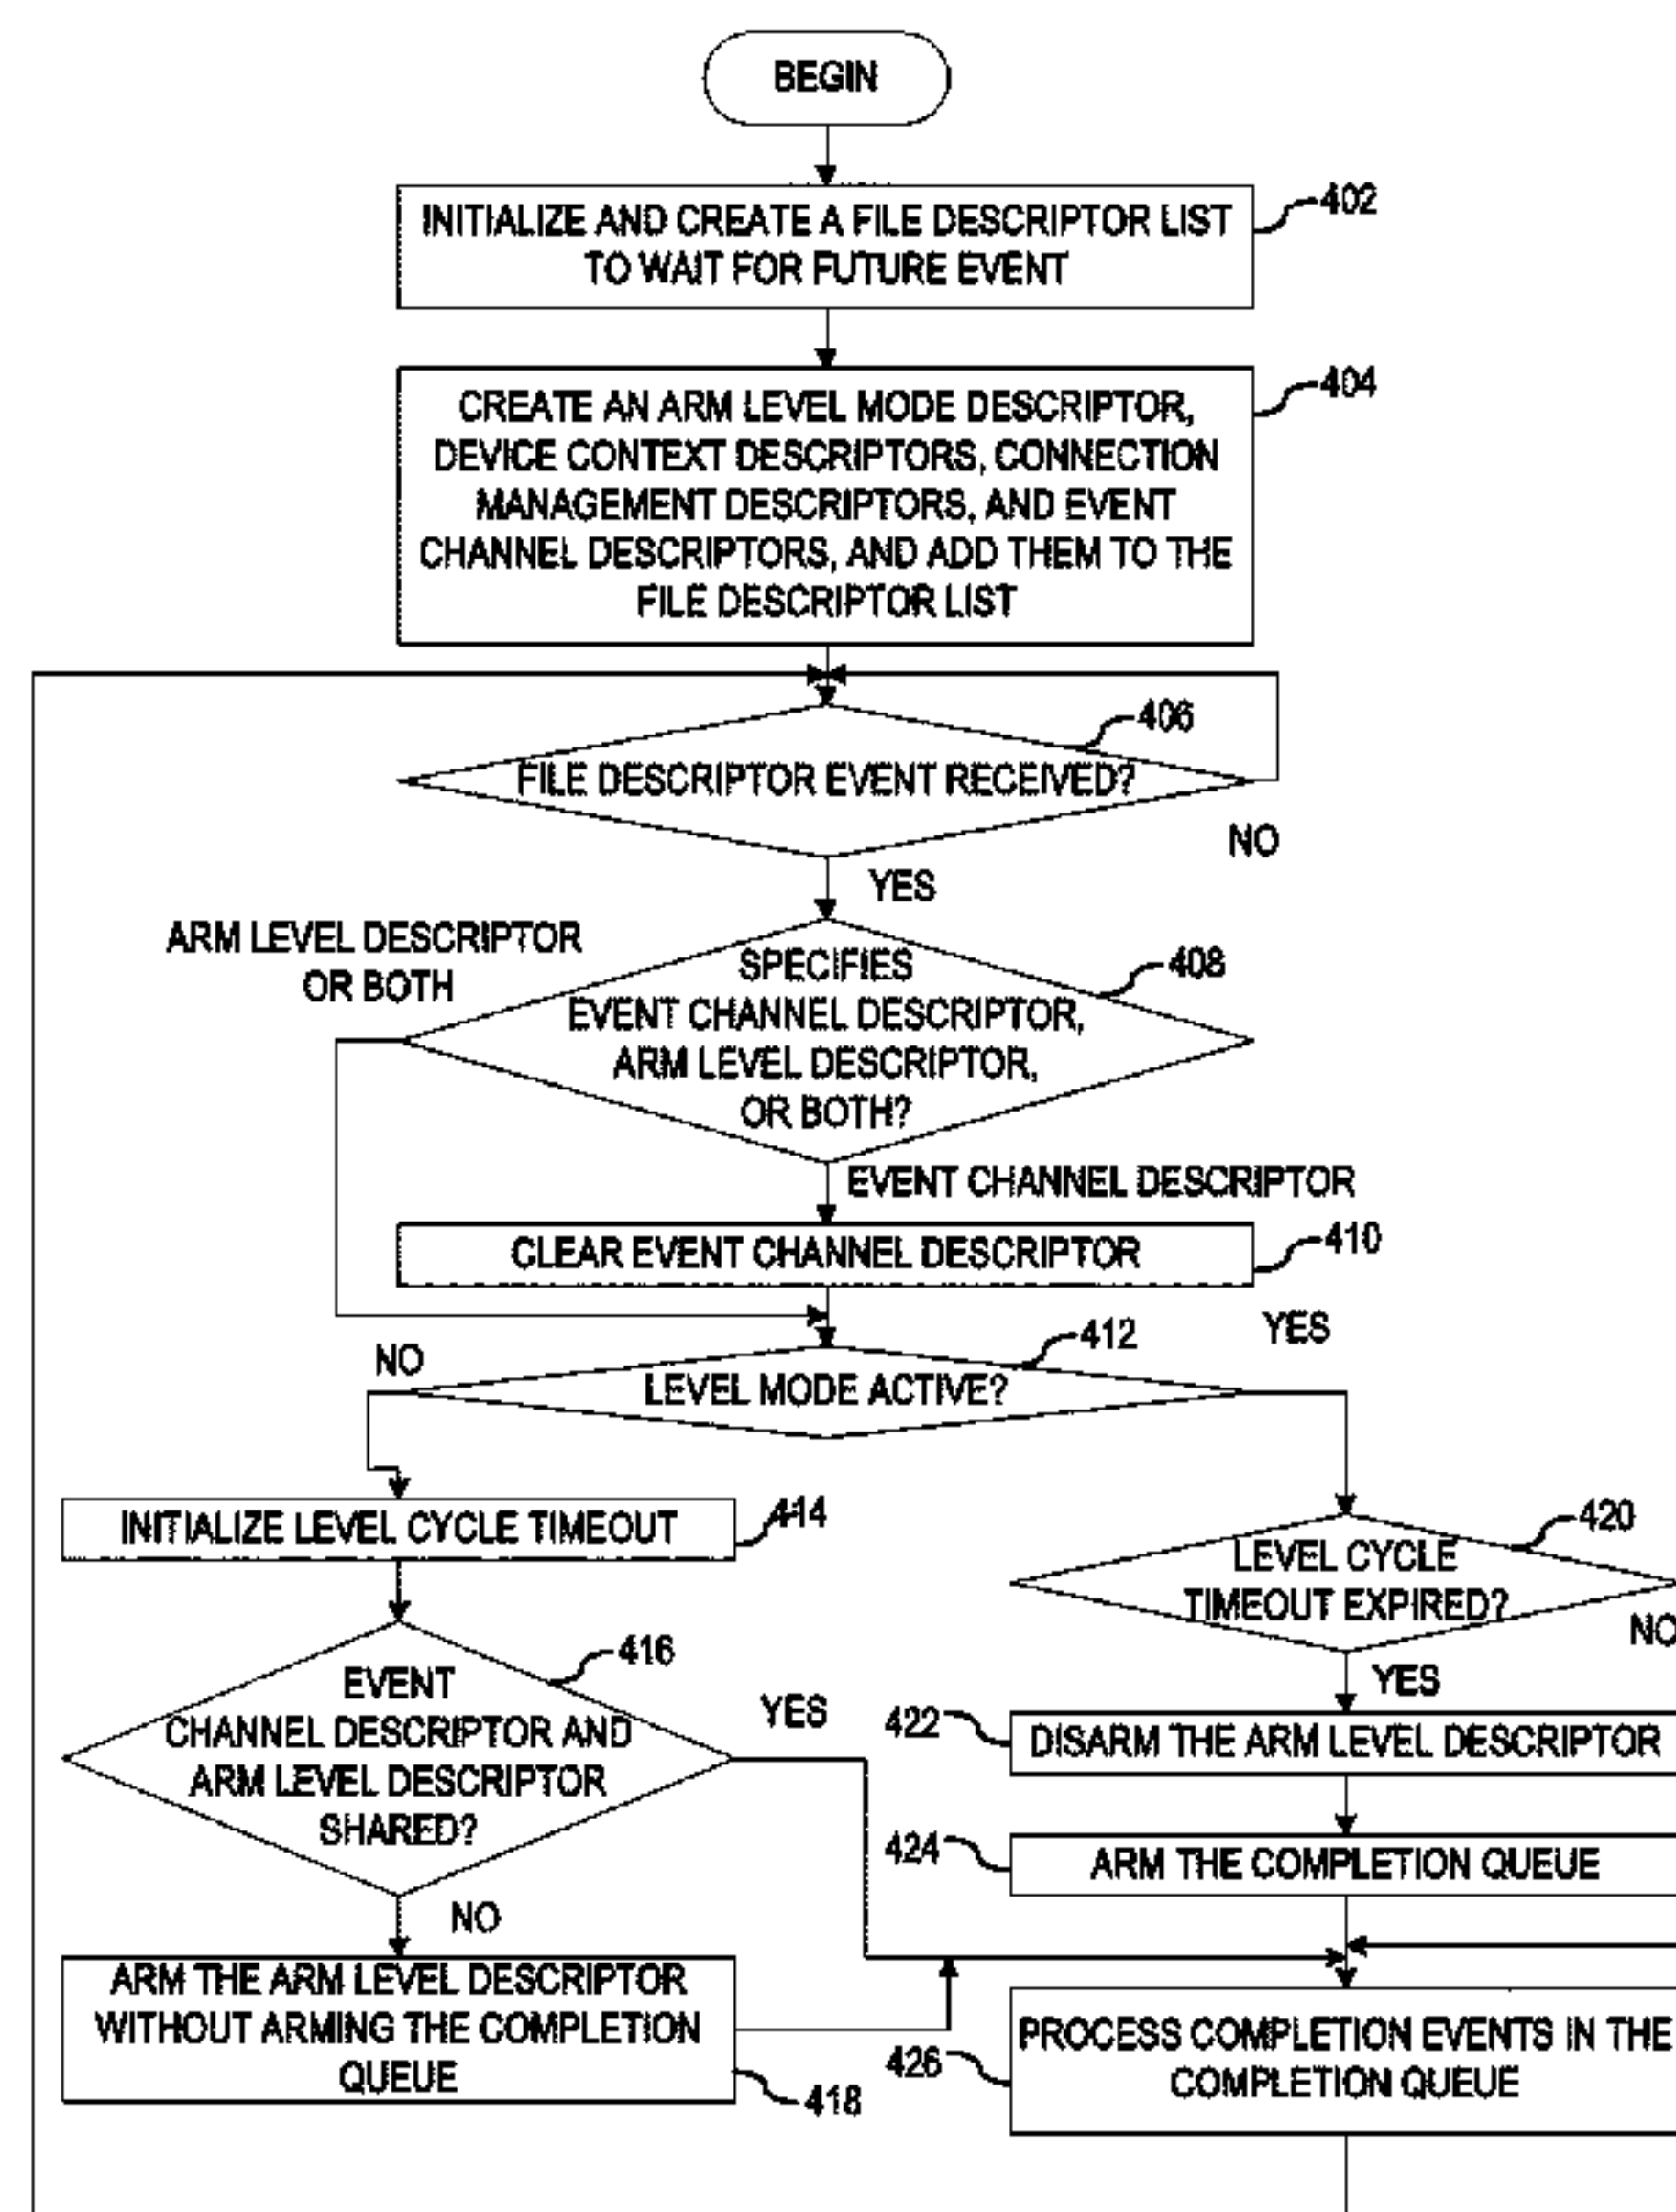 BEGIN
INITIALIZE AND CREATE A FILE DESCRIPTOR LIST
TO WAIT FOR FUTURE EVENT
402
CREATE AN ARM LEVEL MODE DESCRIPTOR,
DEVICE CONTEXT DESCRIPTORS, CONNECTION
MANAGEMENT DESCRIPTORS, AND EVENT
CHANNEL DESCRIPTORS, AND ADD THEM TO THE
FILE DESCRIPTOR LIST
404
406
FILE DESCRIPTOR EVENT RECEIVED?
NO
YES
ARM LEVEL DESCRIPTOR
OR BOTH
SPECIFIES
EVENT CHANNEL DESCRIPTOR,
ARM LEVEL DESCRIPTOR,
OR BOTH?
408
EVENT CHANNEL DESCRIPTOR
CLEAR EVENT CHANNEL DESCRIPTOR
410
YES
412
NO
LEVEL MODE ACTIVE?
INITIALIZE LEVEL CYCLE TIMEOUT
414
420
LEVEL CYCLE
TIMEOUT EXPIRED?
NO
YES
416
EVENT
CHANNEL DESCRIPTOR AND
ARM LEVEL DESCRIPTOR
SHARED?
YES
422
DISARM THE ARM LEVEL DESCRIPTOR
424
ARM THE COMPLETION QUEUE
NO
ARM THE ARM LEVEL DESCRIPTOR
WITHOUT ARMING THE COMPLETION
QUEUE
418
426
PROCESS COMPLETION EVENTS IN THE
COMPLETION QUEUE